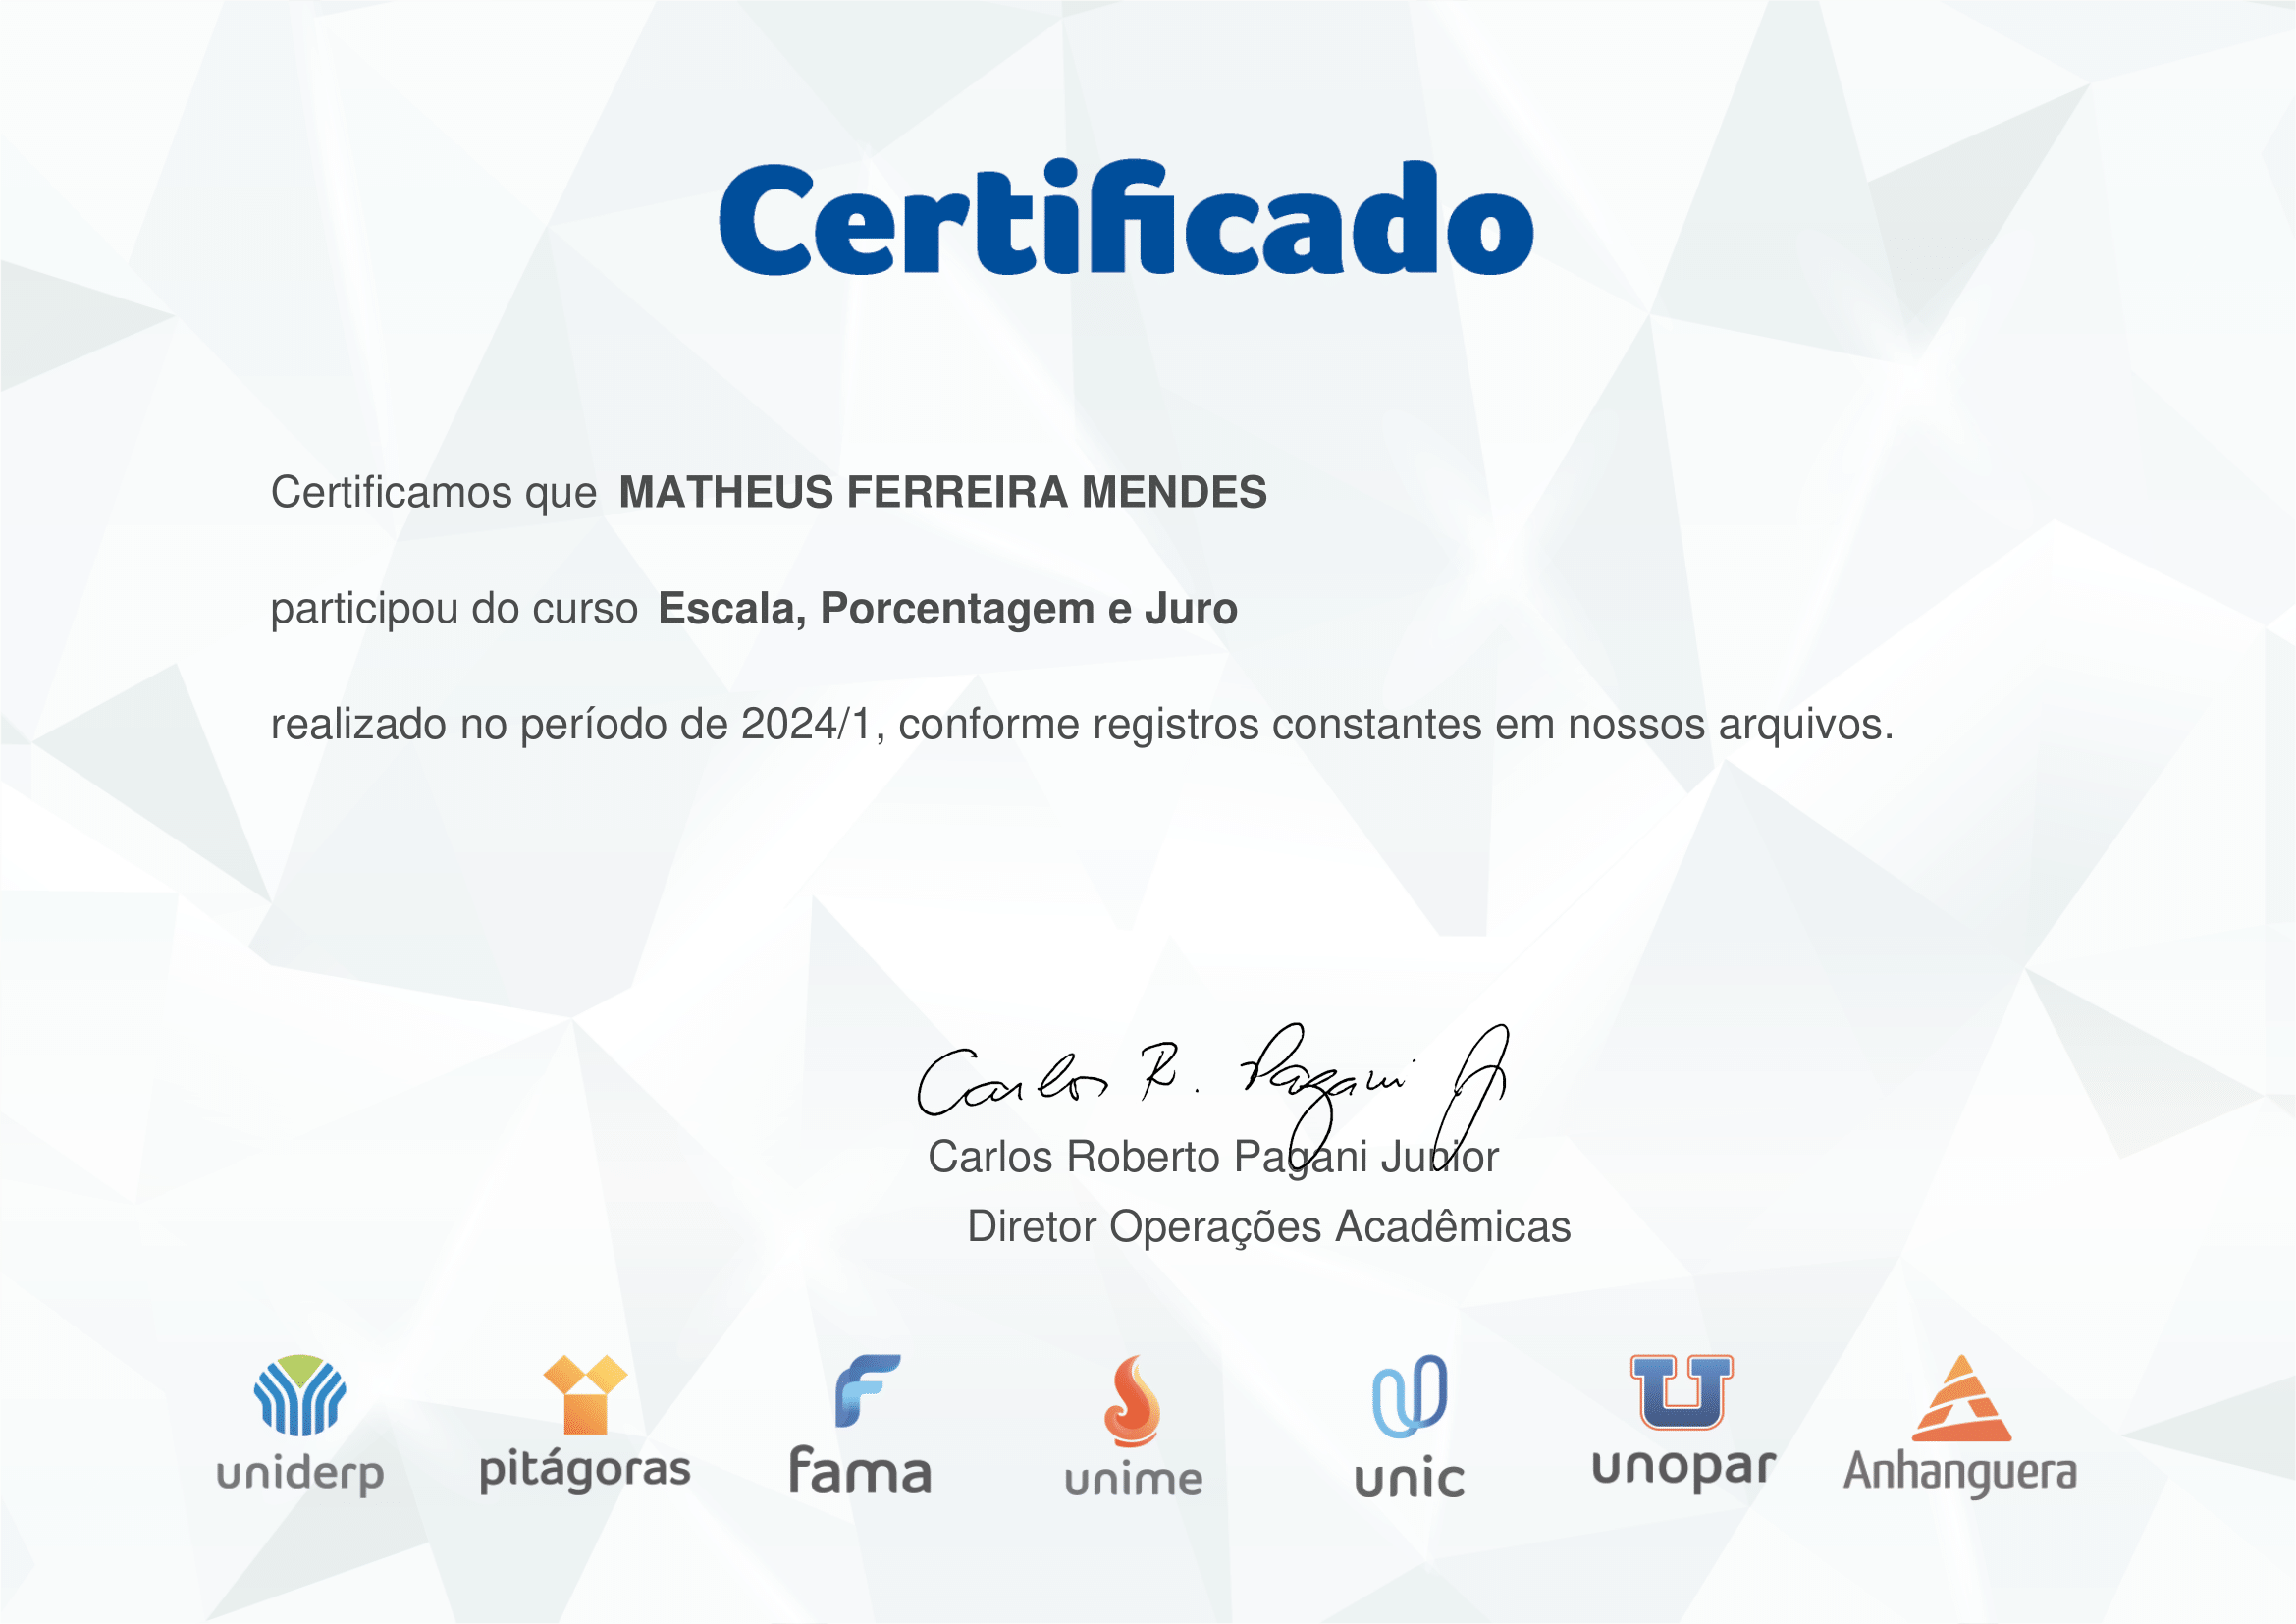 Certificado
Certificamos que MATHEUS FERREIRA MENDES
participou do curso Escala, Porcentagem e Juro
realizado no período de 2024/1, conforme registros constantes em nossos arquivos.
Carlos R. Pagani Jr
Carlos Roberto Pagani Junior
Diretor Operações Acadêmicas
uniderp pitágoras fama unime unic unopar Anhanguera